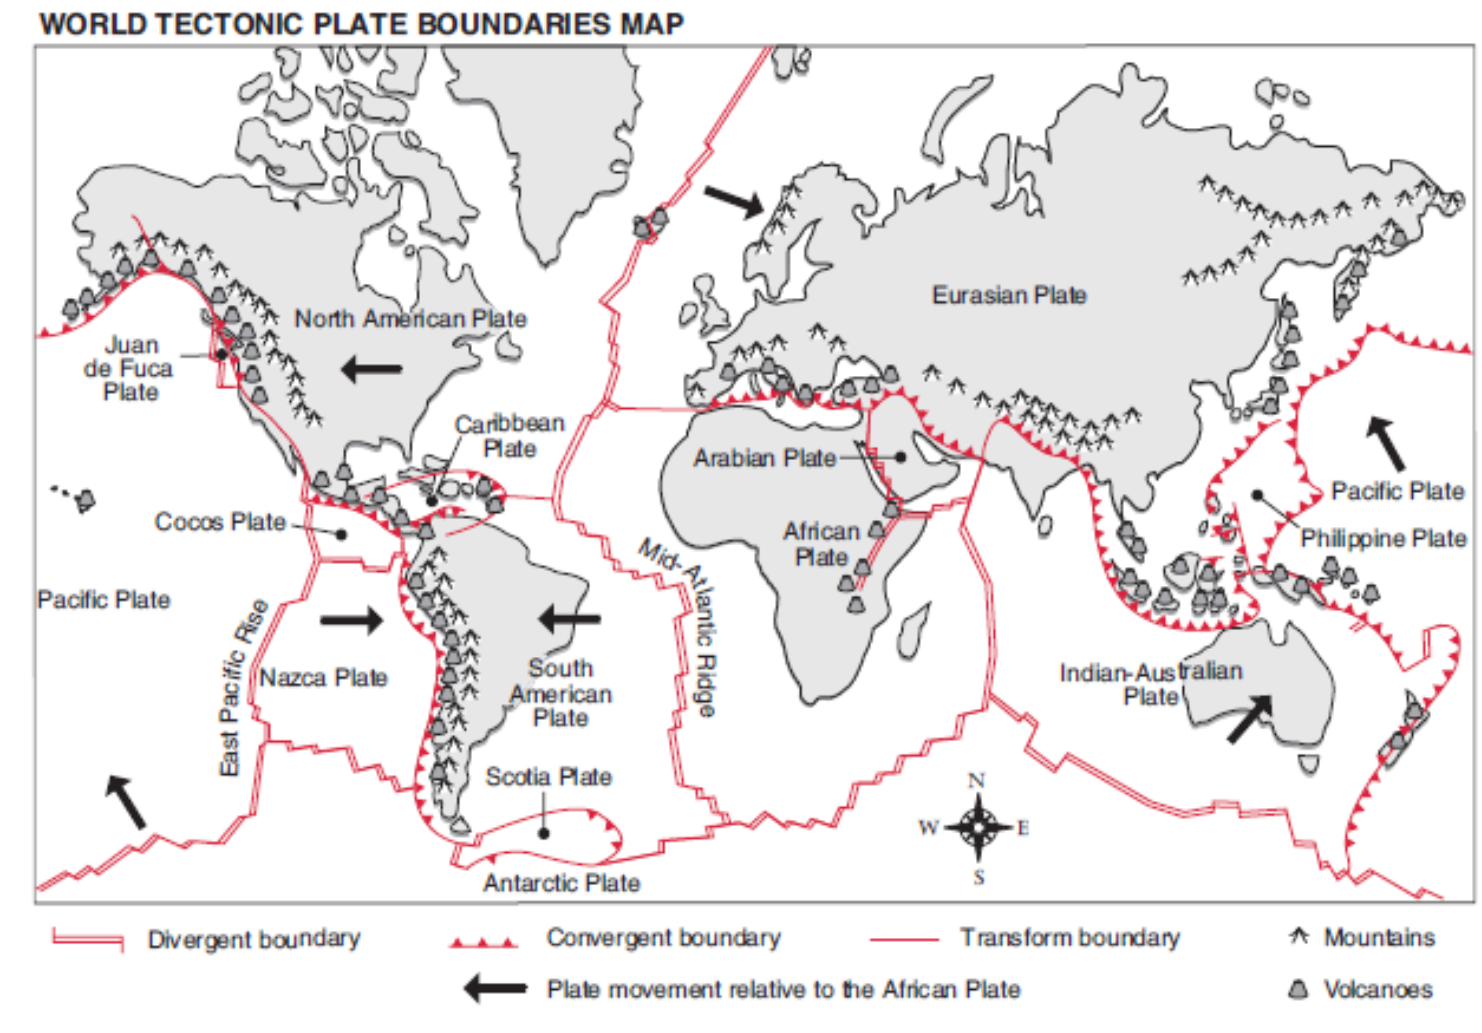 WORLD TECTONIC PLATE BOUNDARIES MAP
North American Plate
Eurasian Plate
Juan
de Fuca
Plate
Caribbean
Plate
Arabian Plate
Pacific Plate
Cocos Plate
African
Plate
Philippine Plate
Mid-Atlantic Ridge
Pacific Plate
East Pacific Rise
Nazca Plate
South
American
Plate
Indian-Australian
Plate
Scotia Plate
N
W
E
S
Antarctic Plate
Divergent boundary
Convergent boundary
Transform boundary
Mountains
Plate movement relative to the African Plate
Volcanoes